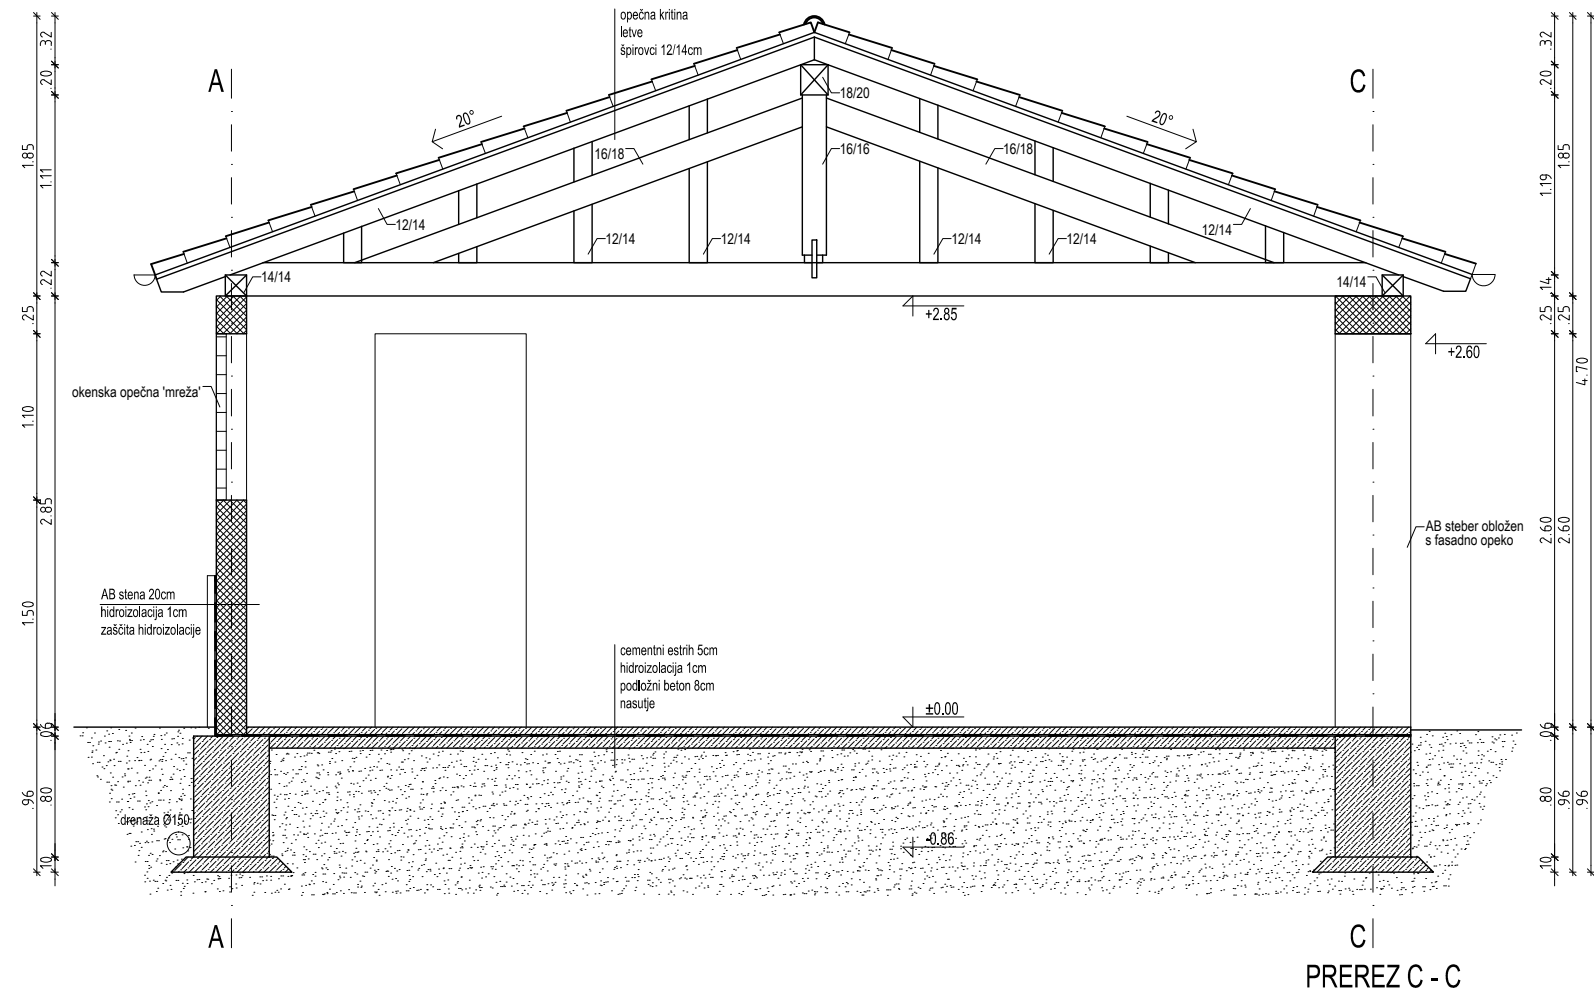 opečna kritina
letve
špirovci 12/14cm
A
C
20°
20°
18/20
16/18
16/16
16/18
12/14
12/14
12/14
12/14
12/14
12/14
12/14
14/14
14/14
+2.85
+2.60
okenska opečna 'mreža'
AB steber obložen
s fasadno opeko
AB stena 20cm
hidroizolacija 1cm
zaščita hidroizolacije
cementni estrih 5cm
hidroizolacija 1cm
podložni beton 8cm
nasutje
±0.00
drenaža Ø150
-0.86
A
C
PREREZ C - C
1.85
.25
1.10
1.50
96
.32
.20
1.11
.22
2.85
06
.80
.10
.32
.20
1.19
.14
.25
2.60
06
.80
.10
1.85
.25
2.60
.96
4.70
.96